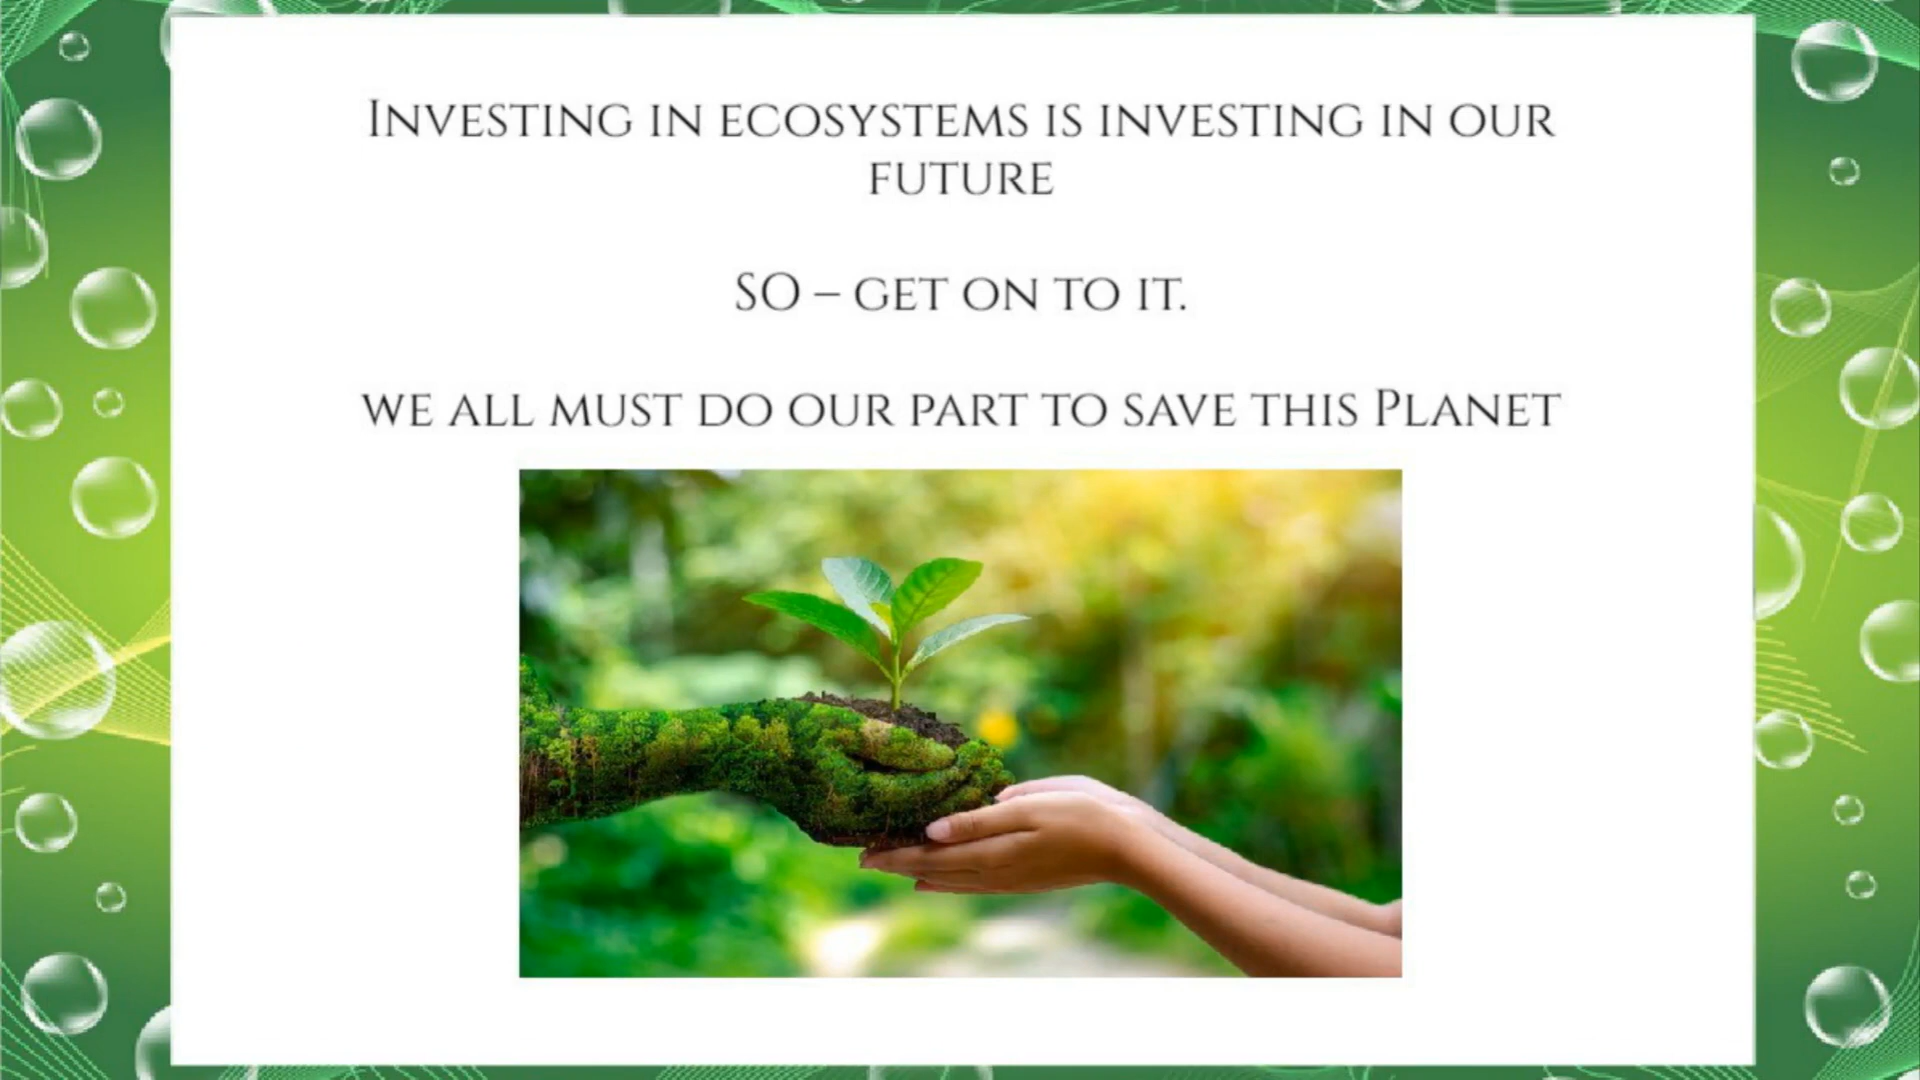 Investing in ecosystems is investing in our
future
SO – get on to it.
we all must do our part to save this Planet